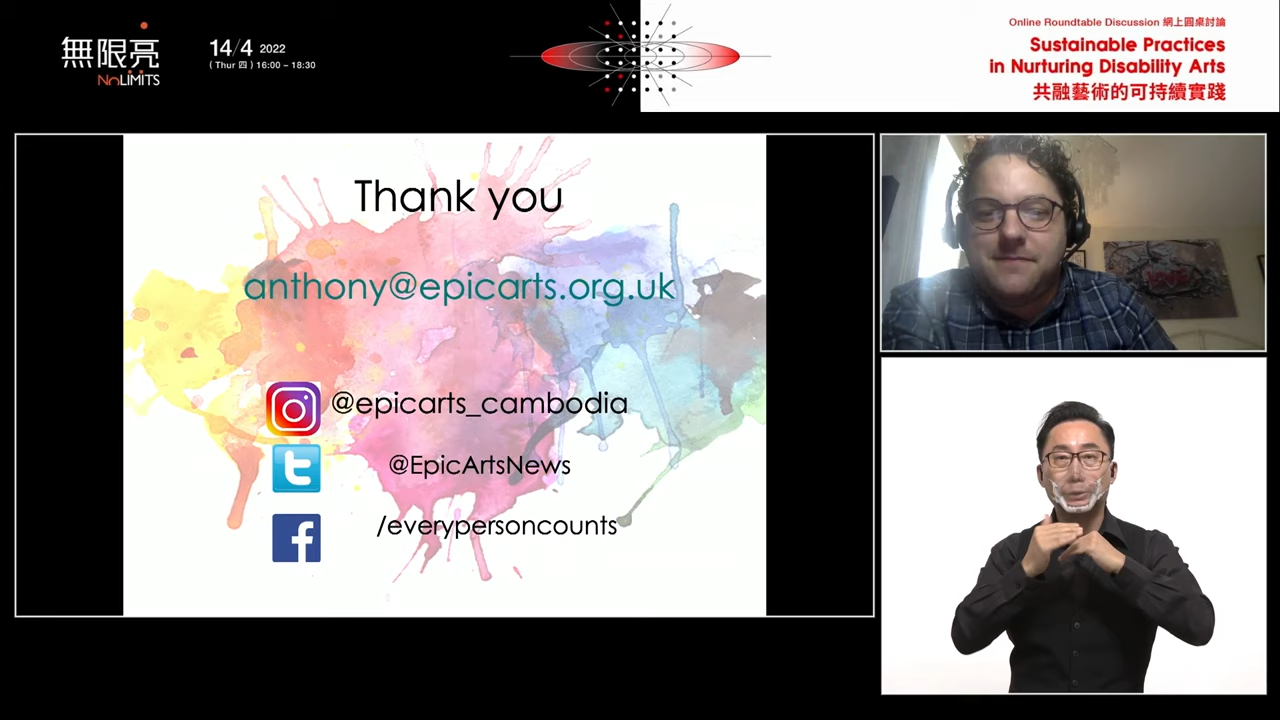 無限亮
NoLIMITS
14/4 2022
( Thur 四 ) 16:00 – 18:30
Online Roundtable Discussion 網上圓桌討論
Sustainable Practices
in Nurturing Disability Arts
共融藝術的可持續實踐
Thank you
anthony@epicarts.org.uk
@epicarts_cambodia
@EpicArtsNews
/everypersoncounts